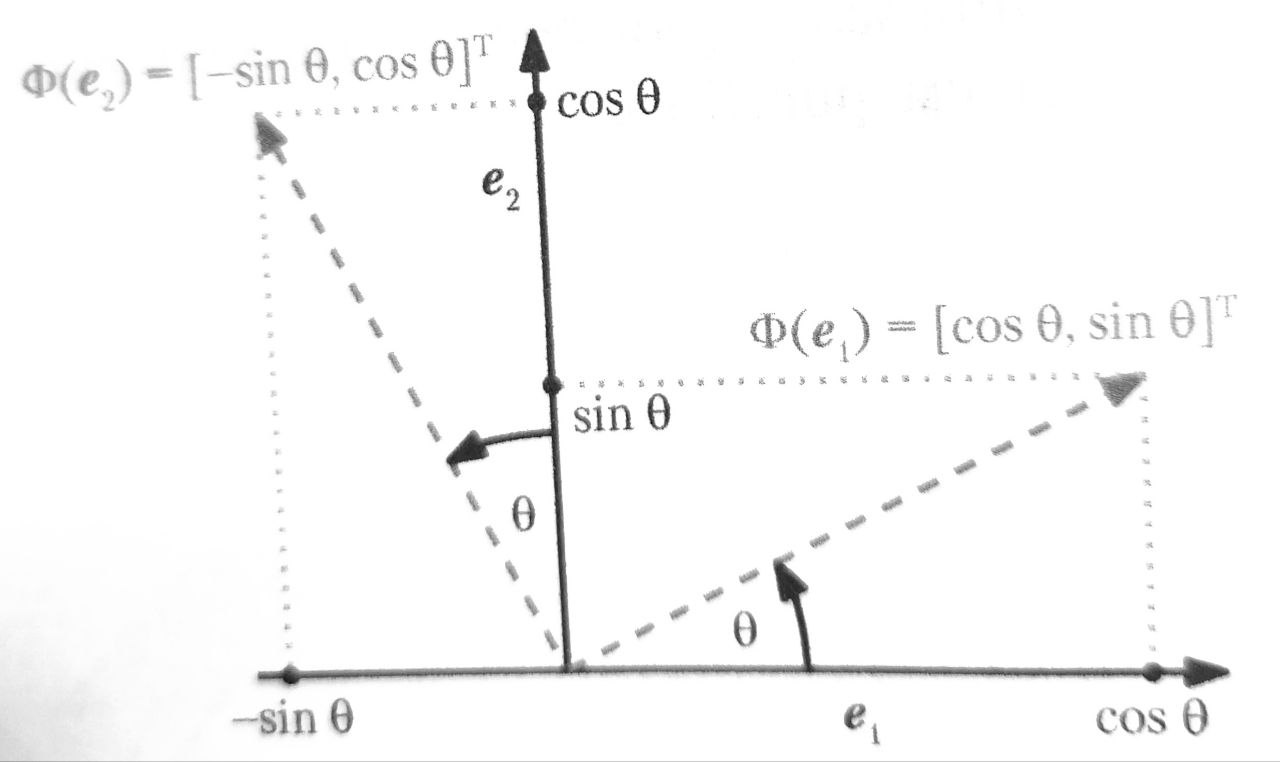 Φ(e₂) = [−sin θ, cos θ]ᵀ
cos θ
e₂
Φ(e₁) = [cos θ, sin θ]ᵀ
sin θ
θ
θ
−sin θ
e₁
cos θ